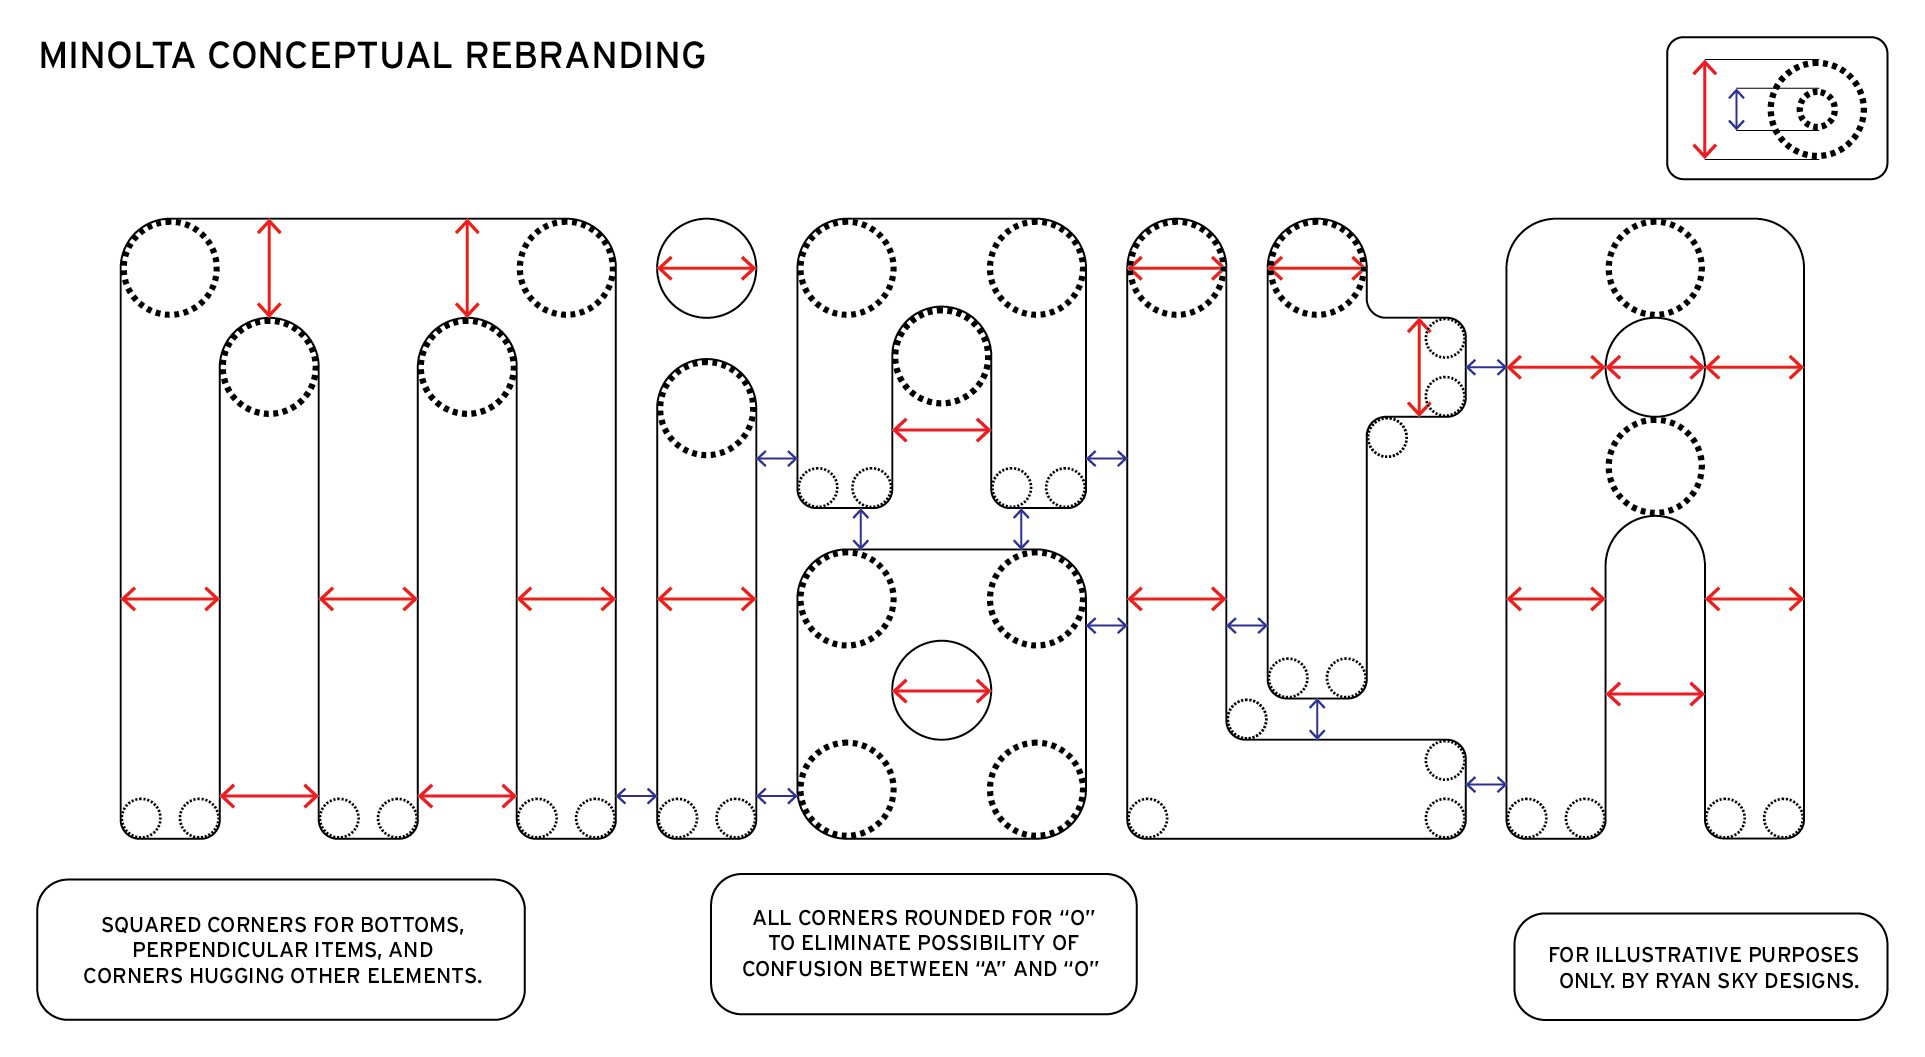 MINOLTA CONCEPTUAL REBRANDING
minolta
SQUARED CORNERS FOR BOTTOMS,
PERPENDICULAR ITEMS, AND
CORNERS HUGGING OTHER ELEMENTS.
ALL CORNERS ROUNDED FOR “O”
TO ELIMINATE POSSIBILITY OF
CONFUSION BETWEEN “A” AND “O”
FOR ILLUSTRATIVE PURPOSES
ONLY. BY RYAN SKY DESIGNS.